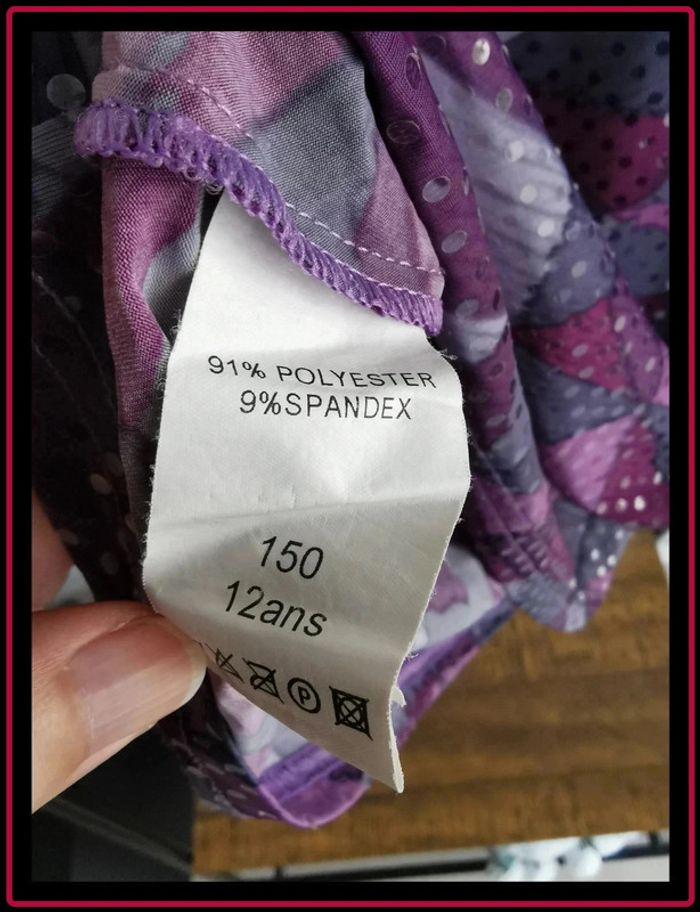 91% POLYESTER
9%SPANDEX
150
12ans
P